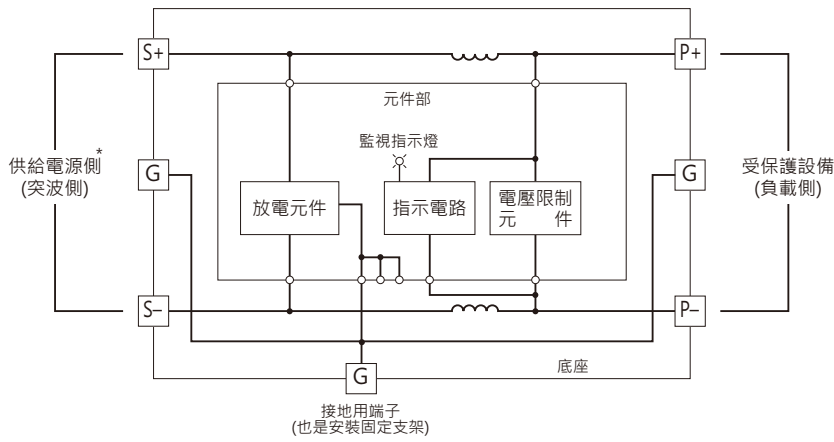 S+
P+
元件部
監視指示燈
供給電源側*
(突波側)
G
G
受保護設備
(負載側)
放電元件
指示電路
電壓限制
元 件
S–
P–
底座
G
接地用端子
(也是安裝固定支架)